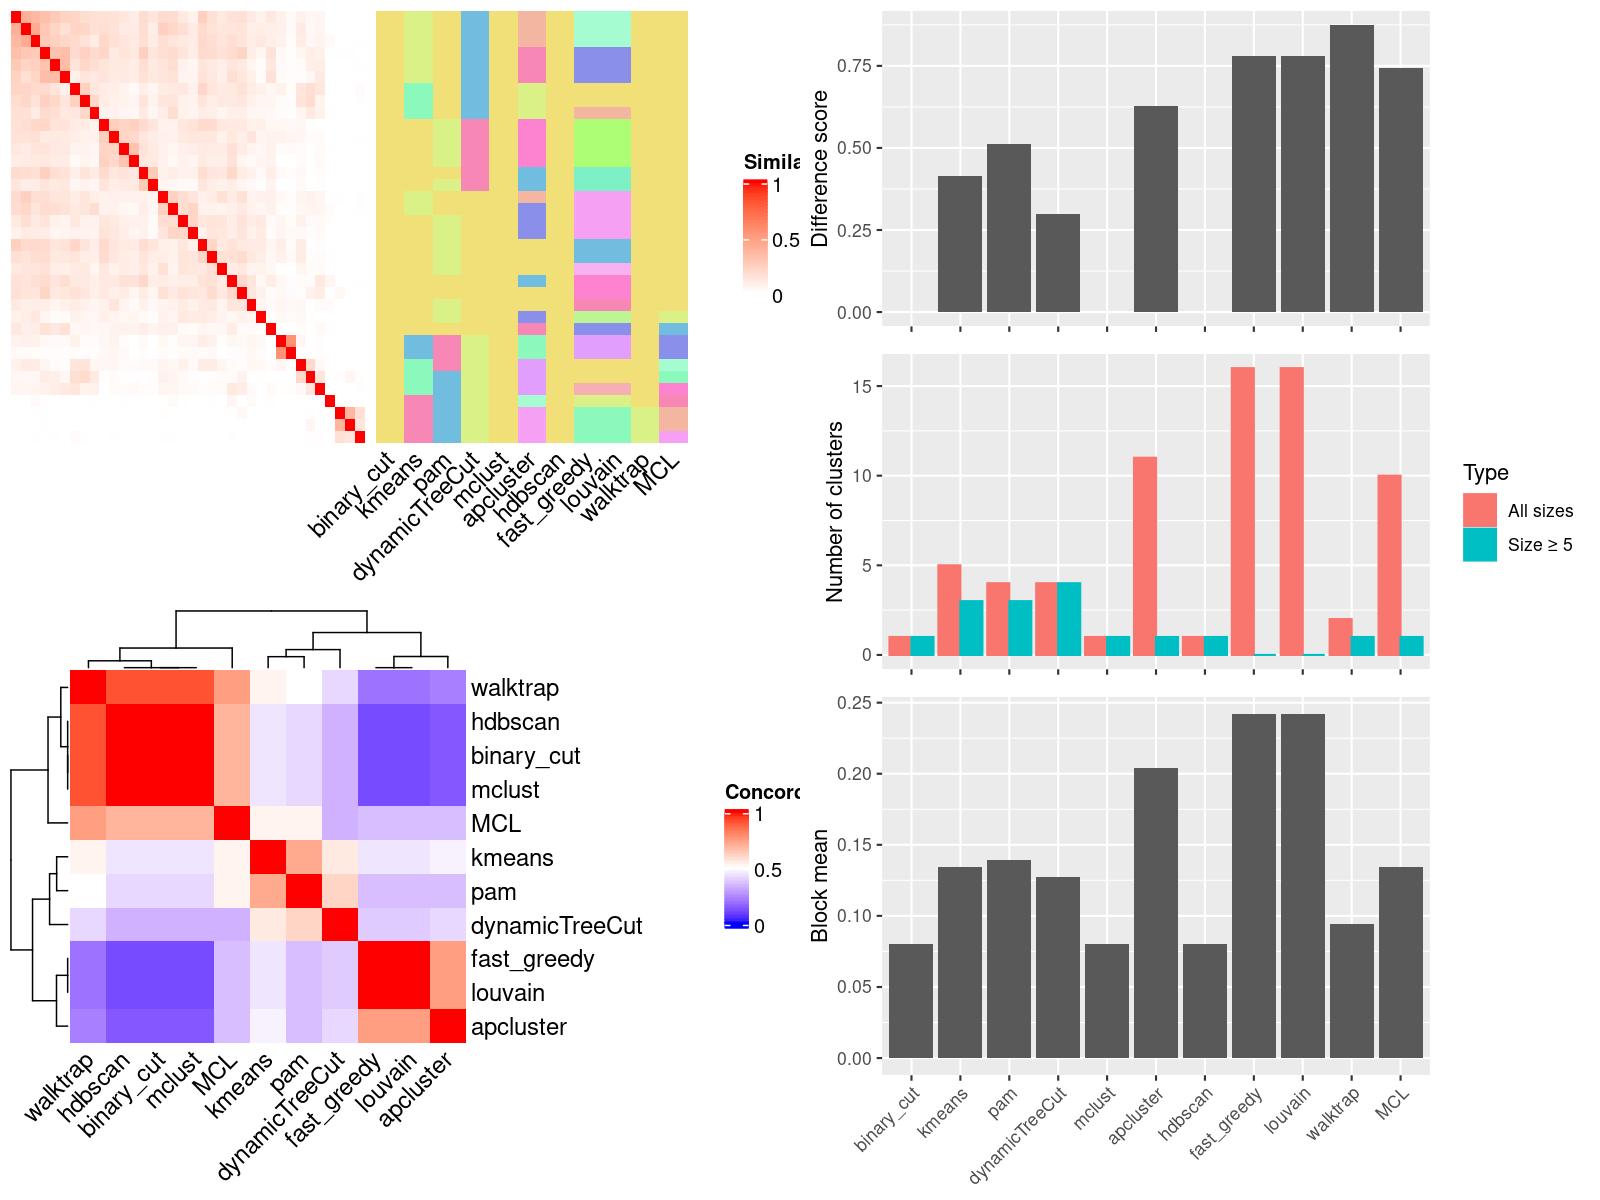 Simila
1
0.5
0
binary_cut
kmeans
pam
dynamicTreeCut
mclust
apcluster
hdbscan
fast_greedy
louvain
walktrap
MCL
walktrap
hdbscan
binary_cut
mclust
MCL
kmeans
pam
dynamicTreeCut
fast_greedy
louvain
apcluster
walktrap
hdbscan
binary_cut
mclust
MCL
kmeans
pam
dynamicTreeCut
fast_greedy
louvain
apcluster
Concord
1
0.5
0
Difference score
0.75
0.50
0.25
0.00
Number of clusters
15
10
5
0
Type
All sizes
Size ≥ 5
Block mean
0.25
0.20
0.15
0.10
0.05
0.00
binary_cut
kmeans
pam
dynamicTreeCut
mclust
apcluster
hdbscan
fast_greedy
louvain
walktrap
MCL